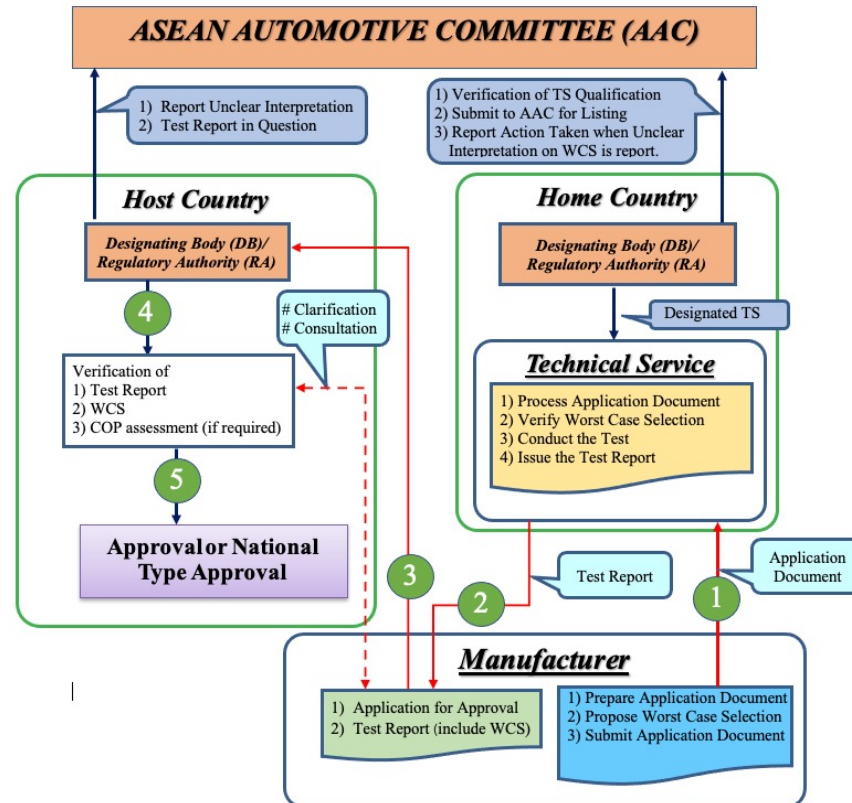 ASEAN AUTOMOTIVE COMMITTEE (AAC)
1) Report Unclear Interpretation
2) Test Report in Question
1) Verification of TS Qualification
2) Submit to AAC for Listing
3) Report Action Taken when Unclear
Interpretation on WCS is report.
Host Country
Designating Body (DB)/
Regulatory Authority (RA)
4
# Clarification
# Consultation
Verification of
1) Test Report
2) WCS
3) COP assessment (if required)
5
Approval or National
Type Approval
Home Country
Designating Body (DB)/
Regulatory Authority (RA)
Designated TS
Technical Service
1) Process Application Document
2) Verify Worst Case Selection
3) Conduct the Test
4) Issue the Test Report
3
2
Test Report
1
Application
Document
Manufacturer
1) Application for Approval
2) Test Report (include WCS)
1) Prepare Application Document
2) Propose Worst Case Selection
3) Submit Application Document